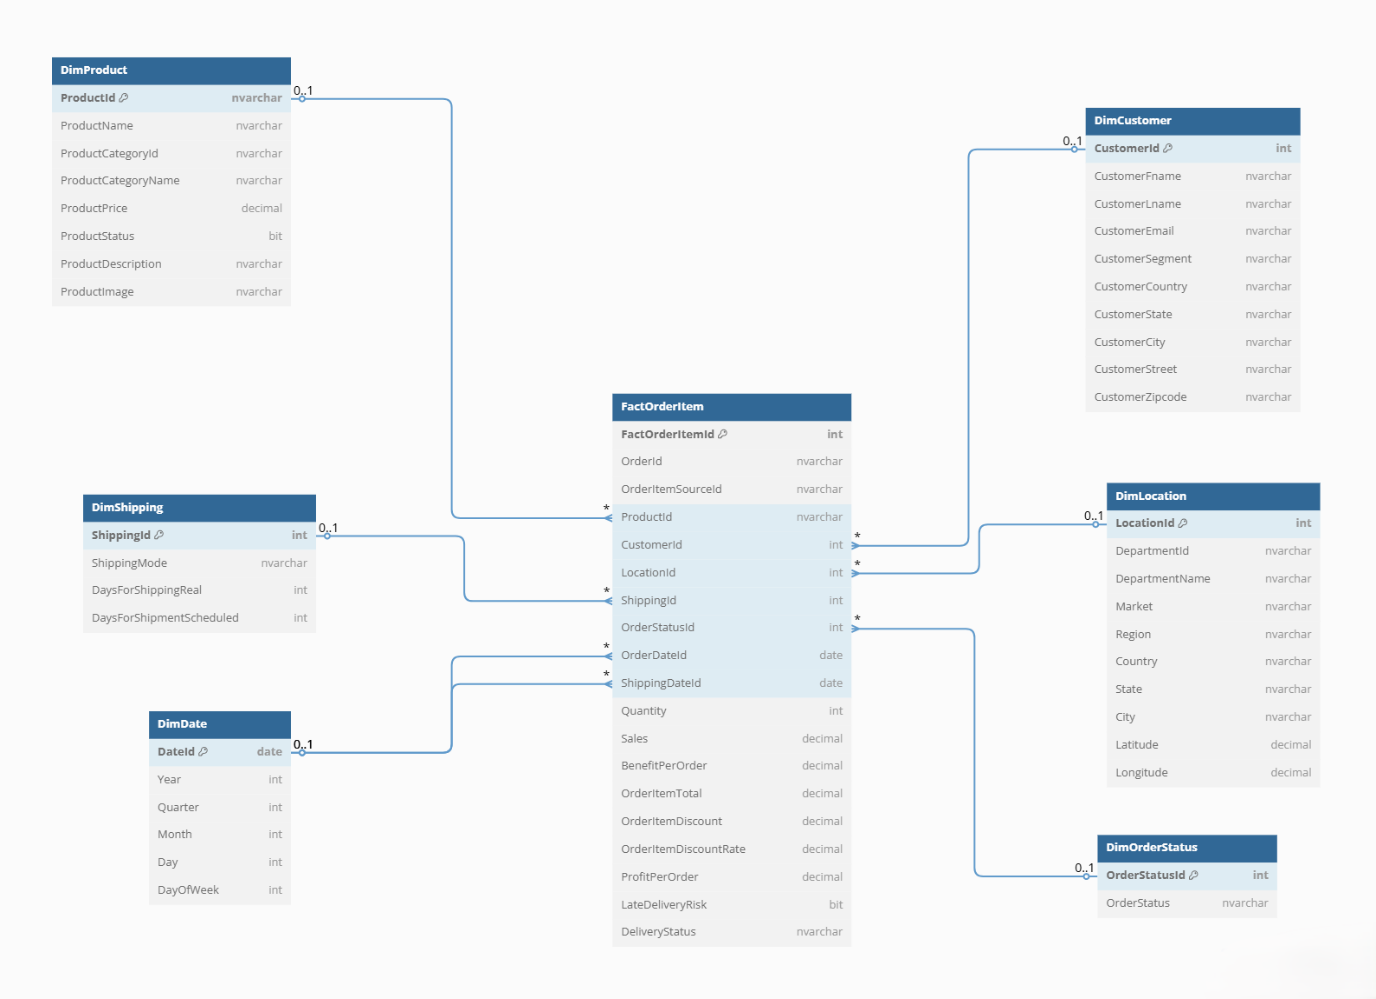 DimProduct
ProductId nvarchar
ProductName nvarchar
ProductCategoryId nvarchar
ProductCategoryName nvarchar
ProductPrice decimal
ProductStatus bit
ProductDescription nvarchar
ProductImage nvarchar
0..1
DimCustomer
CustomerId int
CustomerFname nvarchar
CustomerLname nvarchar
CustomerEmail nvarchar
CustomerSegment nvarchar
CustomerCountry nvarchar
CustomerState nvarchar
CustomerCity nvarchar
CustomerStreet nvarchar
CustomerZipcode nvarchar
0..1
FactOrderItem
FactOrderItemId int
OrderId nvarchar
OrderItemSourceId nvarchar
* ProductId nvarchar
CustomerId int *
LocationId int *
* ShippingId int
OrderStatusId int *
* OrderDateId date
* ShippingDateId date
Quantity int
Sales decimal
BenefitPerOrder decimal
OrderItemTotal decimal
OrderItemDiscount decimal
OrderItemDiscountRate decimal
ProfitPerOrder decimal
LateDeliveryRisk bit
DeliveryStatus nvarchar
DimShipping
ShippingId int
ShippingMode nvarchar
DaysForShippingReal int
DaysForShipmentScheduled int
0..1
DimLocation
LocationId int
DepartmentId nvarchar
DepartmentName nvarchar
Market nvarchar
Region nvarchar
Country nvarchar
State nvarchar
City nvarchar
Latitude decimal
Longitude decimal
0..1
DimDate
DateId date
Year int
Quarter int
Month int
Day int
DayOfWeek int
0..1
DimOrderStatus
OrderStatusId int
OrderStatus nvarchar
0..1